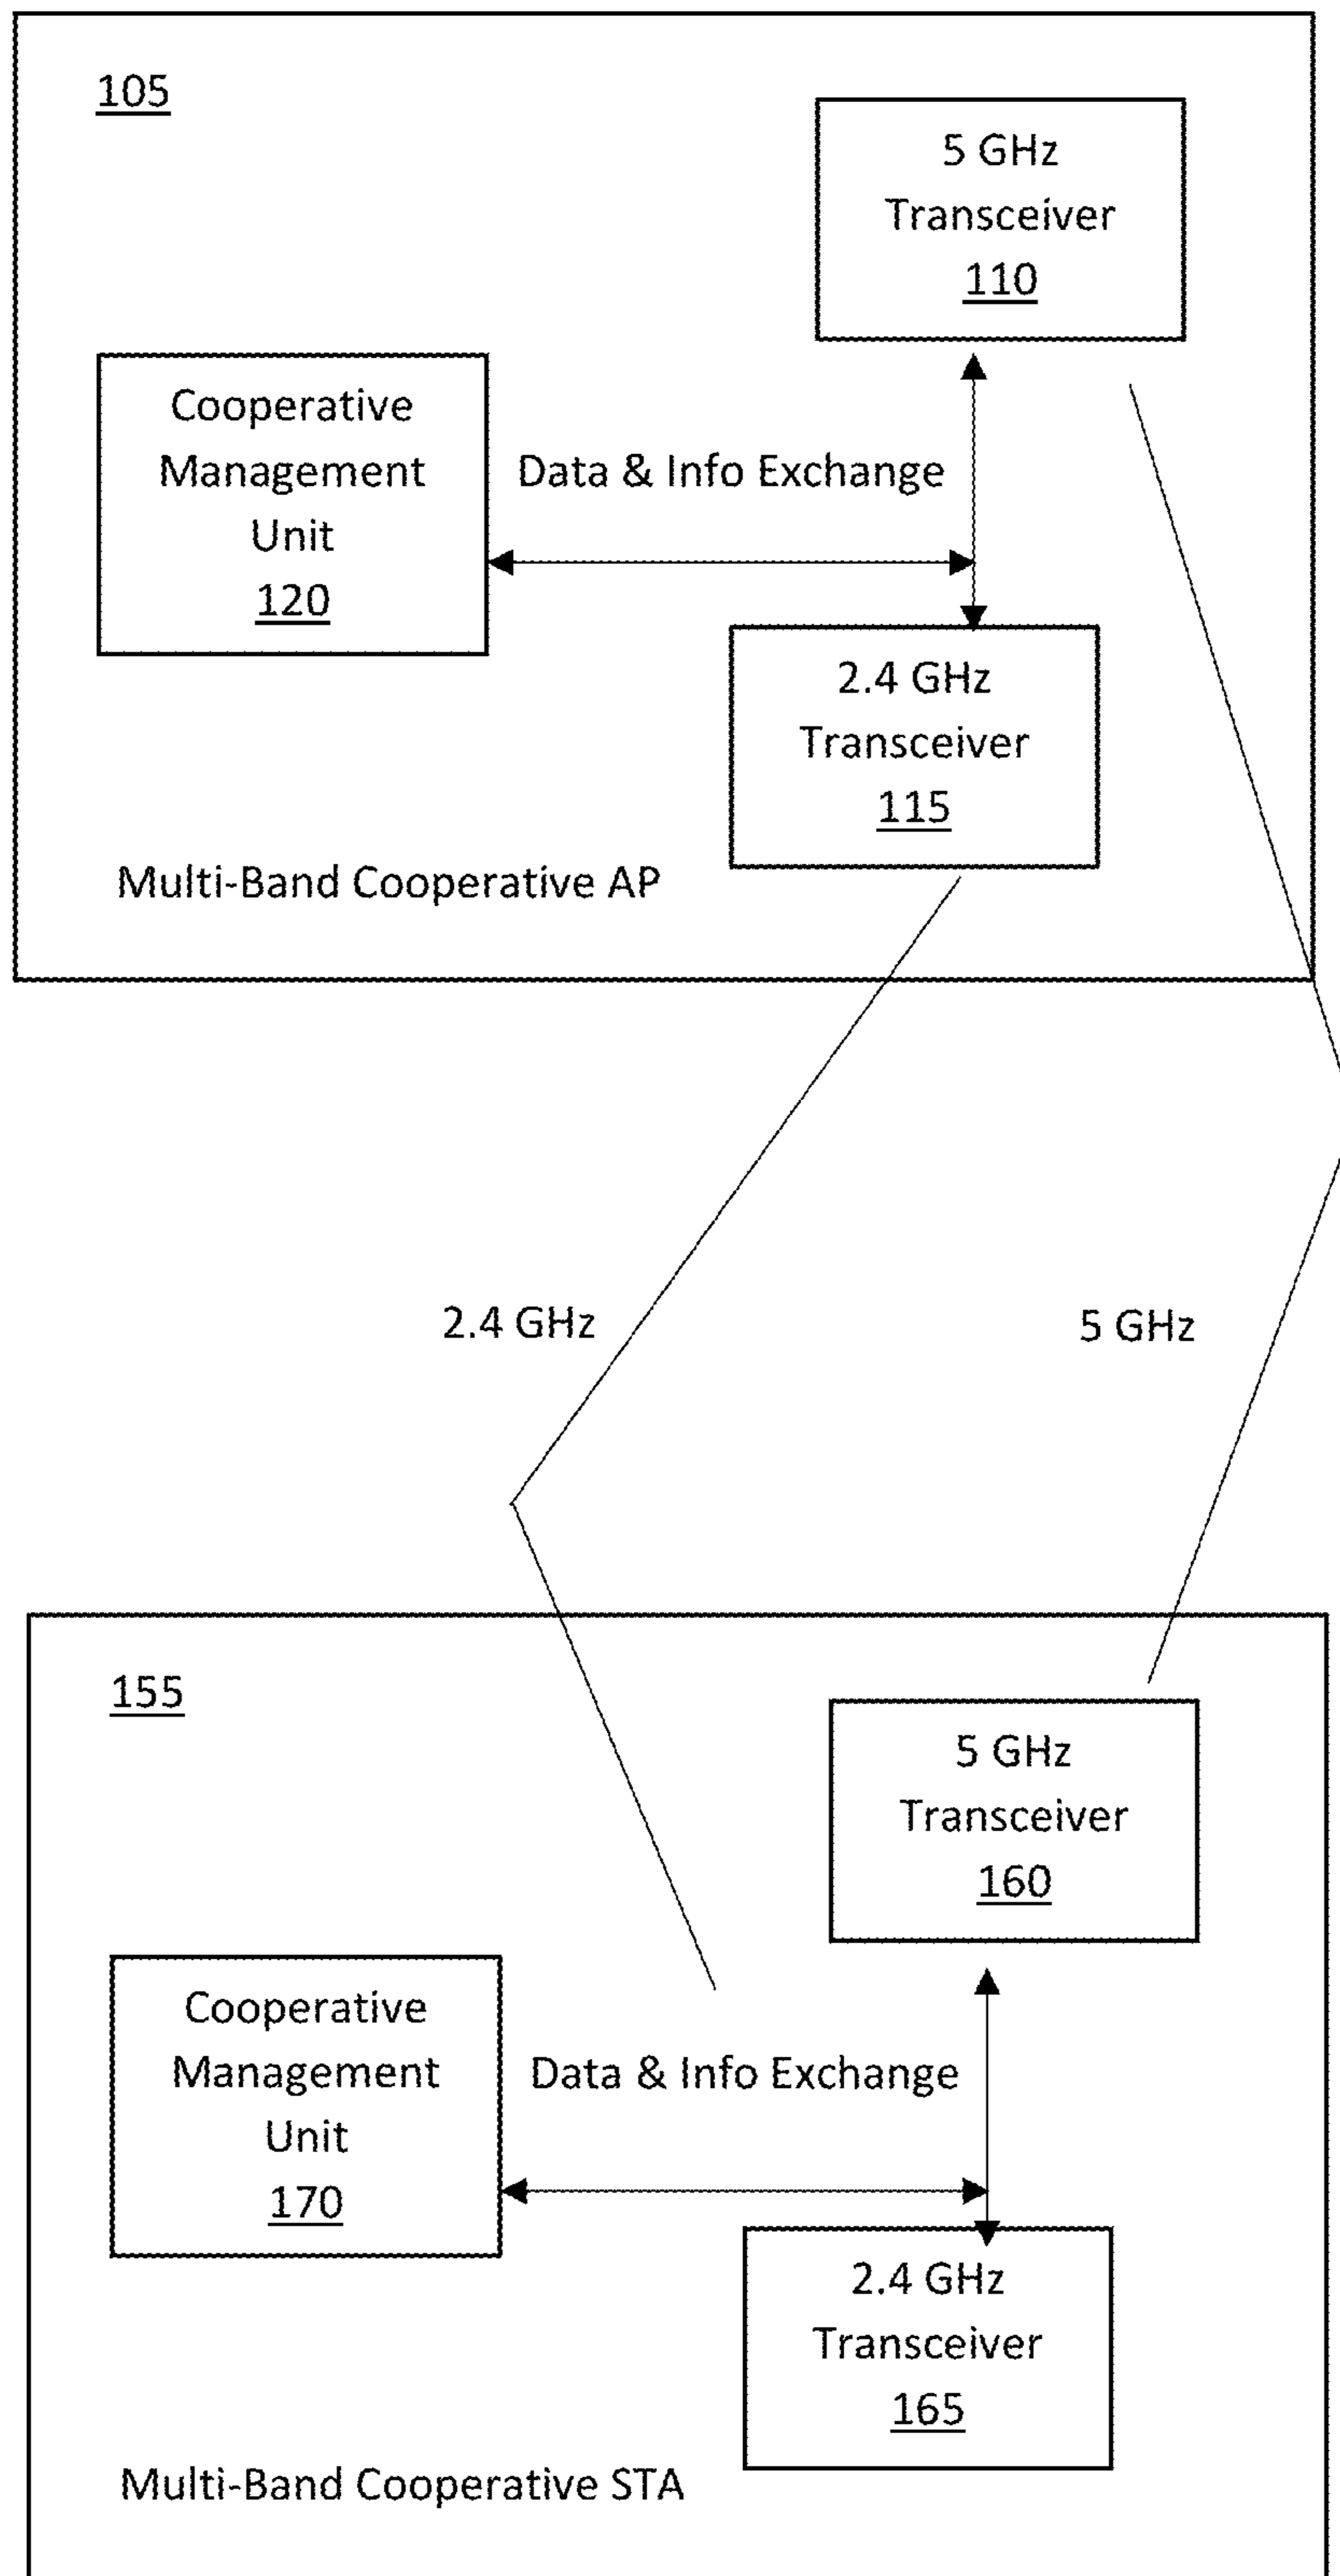 105
5 GHz
Transceiver
110
Cooperative
Management
Unit
120
Data & Info Exchange
2.4 GHz
Transceiver
115
Multi-Band Cooperative AP
2.4 GHz
5 GHz
155
5 GHz
Transceiver
160
Cooperative
Management
Unit
170
Data & Info Exchange
2.4 GHz
Transceiver
165
Multi-Band Cooperative STA